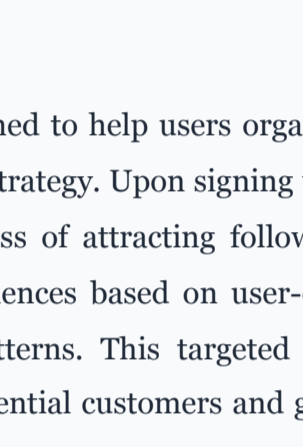 ned to help users orga
trategy. Upon signing
ss of attracting follow
iences based on user-
tterns. This targeted
ential customers and g